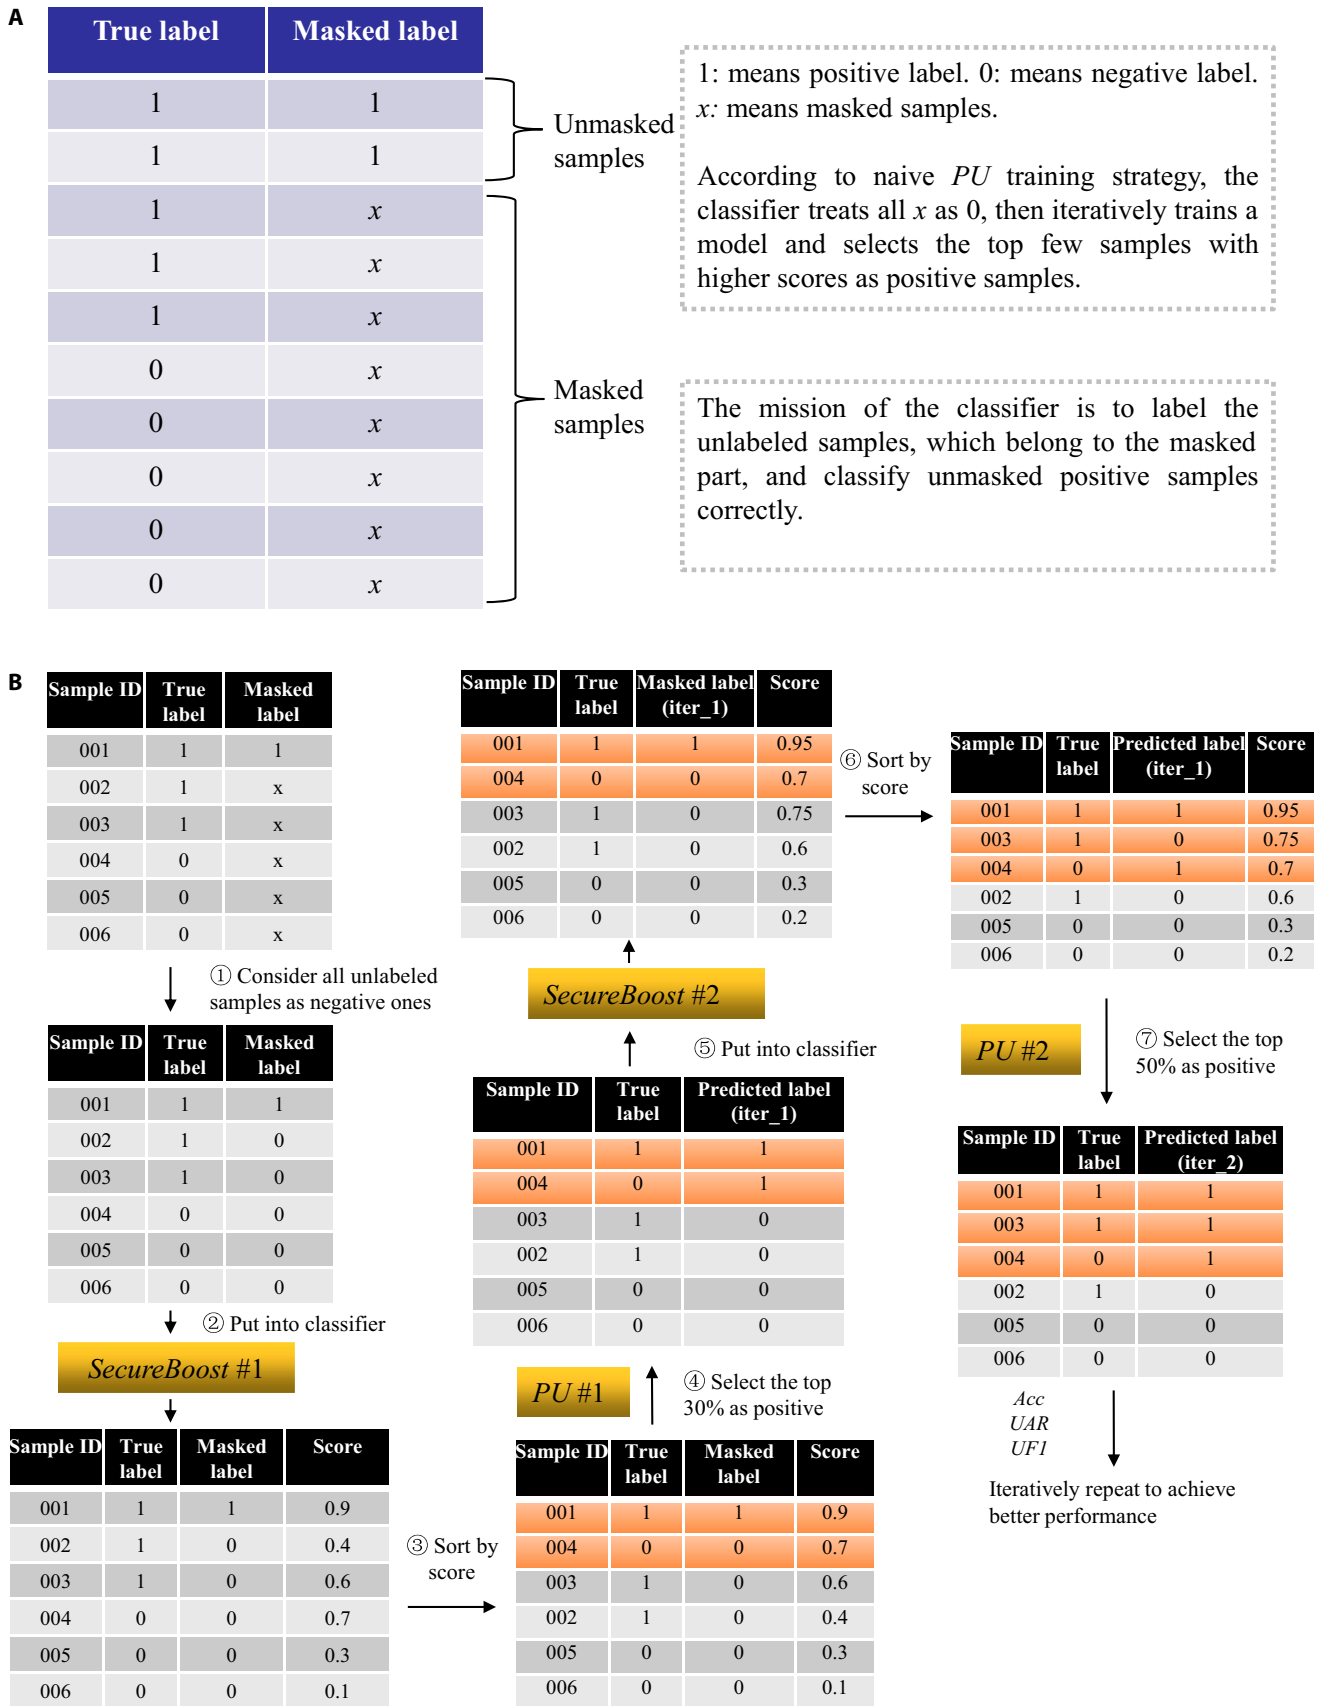 A
True label Masked label
1 1
1 1
1 x
1 x
1 x
0 x
0 x
0 x
0 x
0 x
Unmasked
samples
Masked
samples
1: means positive label. 0: means negative label.
x: means masked samples.
According to naive PU training strategy, the
classifier treats all x as 0, then iteratively trains a
model and selects the top few samples with
higher scores as positive samples.
The mission of the classifier is to label the
unlabeled samples, which belong to the masked
part, and classify unmasked positive samples
correctly.
B
Sample ID True Masked
label label
001 1 1
002 1 x
003 1 x
004 0 x
005 0 x
006 0 x
① Consider all unlabeled
samples as negative ones
Sample ID True Masked
label label
001 1 1
002 1 0
003 1 0
004 0 0
005 0 0
006 0 0
② Put into classifier
SecureBoost #1
Sample ID True Masked Score
label label
001 1 1 0.9
002 1 0 0.4
003 1 0 0.6
004 0 0 0.7
005 0 0 0.3
006 0 0 0.1
③ Sort by
score
Sample ID True Masked Score
label label
001 1 1 0.9
004 0 0 0.7
003 1 0 0.6
002 1 0 0.4
005 0 0 0.3
006 0 0 0.1
PU #1
④ Select the top
30% as positive
Sample ID True Predicted label
label (iter_1)
001 1 1
004 0 1
003 1 0
002 1 0
005 0 0
006 0 0
⑤ Put into classifier
SecureBoost #2
Sample ID True Masked label Score
label (iter_1)
001 1 1 0.95
004 0 0 0.7
003 1 0 0.75
002 1 0 0.6
005 0 0 0.3
006 0 0 0.2
⑥ Sort by
score
Sample ID True Predicted label Score
label (iter_1)
001 1 1 0.95
003 1 0 0.75
004 0 1 0.7
002 1 0 0.6
005 0 0 0.3
006 0 0 0.2
PU #2
⑦ Select the top
50% as positive
Sample ID True Predicted label
label (iter_2)
001 1 1
003 1 1
004 0 1
002 1 0
005 0 0
006 0 0
Acc
UAR
UF1
Iteratively repeat to achieve
better performance